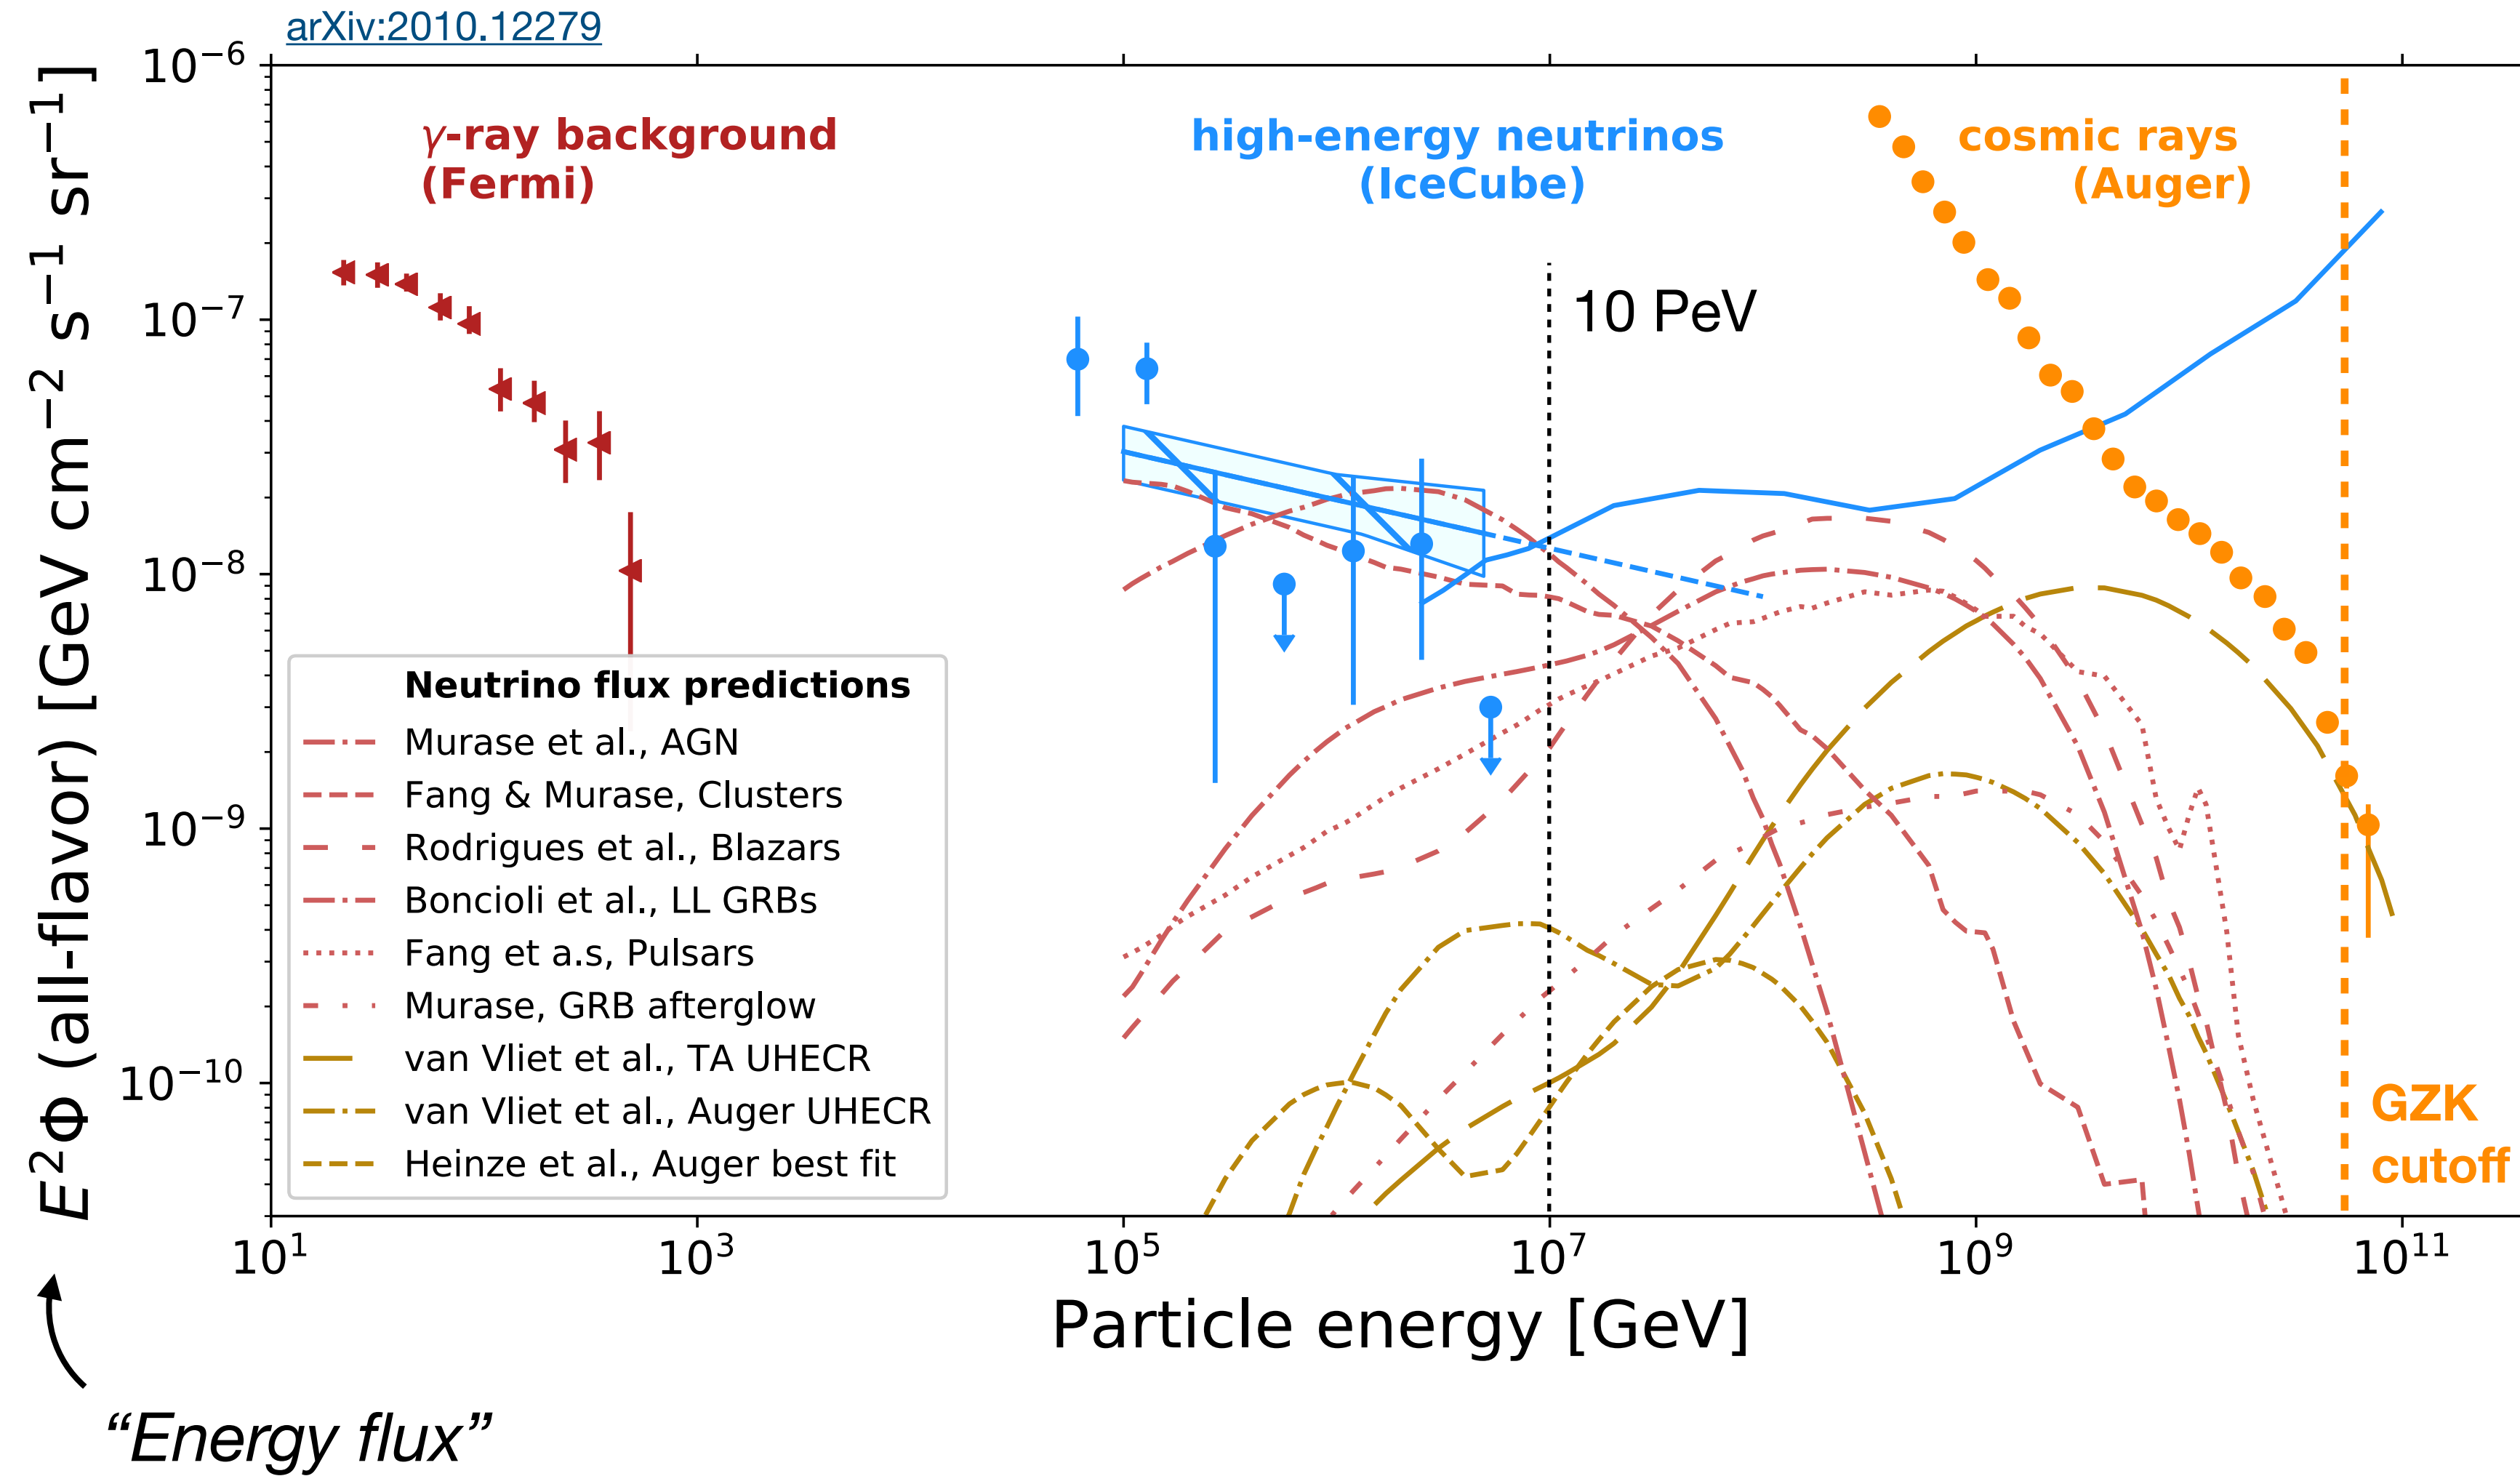 arXiv:2010.12279
10⁻⁶
10⁻⁷
10⁻⁸
10⁻⁹
10⁻¹⁰
E²Φ (all-flavor) [GeV cm⁻² s⁻¹ sr⁻¹]
γ-ray background
(Fermi)
high-energy neutrinos
(IceCube)
cosmic rays
(Auger)
10 PeV
Neutrino flux predictions
Murase et al., AGN
Fang & Murase, Clusters
Rodrigues et al., Blazars
Boncioli et al., LL GRBs
Fang et a.s, Pulsars
Murase, GRB afterglow
van Vliet et al., TA UHECR
van Vliet et al., Auger UHECR
Heinze et al., Auger best fit
GZK
cutoff
10¹
10³
10⁵
10⁷
10⁹
10¹¹
Particle energy [GeV]
“Energy flux”